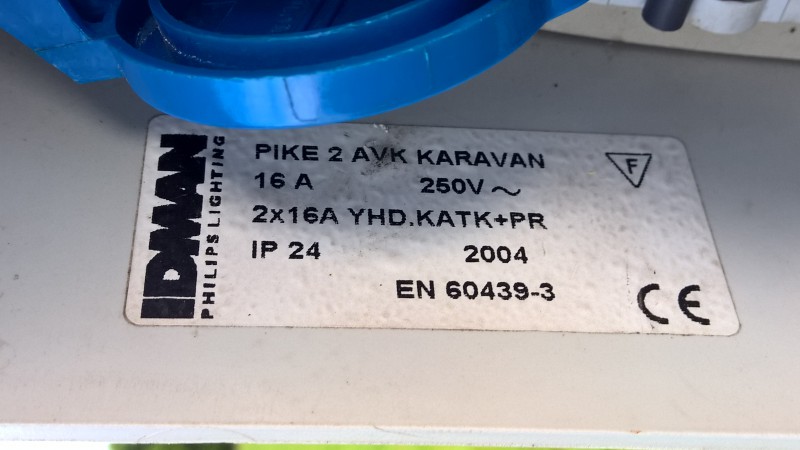 IDMAN
PHILIPS LIGHTING
PIKE 2 AVK KARAVAN
16 A 250V ~
2x16A YHD.KATK+PR
IP 24 2004
EN 60439-3
F
CE